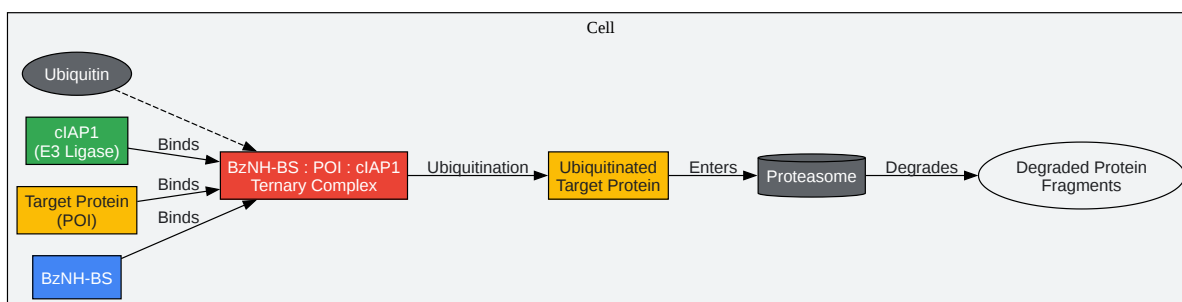 Cell
Ubiquitin
cIAP1
(E3 Ligase)
Binds
Target Protein
(POI)
Binds
Binds
BzNH-BS
BzNH-BS : POI : cIAP1
Ternary Complex
Ubiquitination
Ubiquitinated
Target Protein
Enters
Proteasome
Degrades
Degraded Protein
Fragments